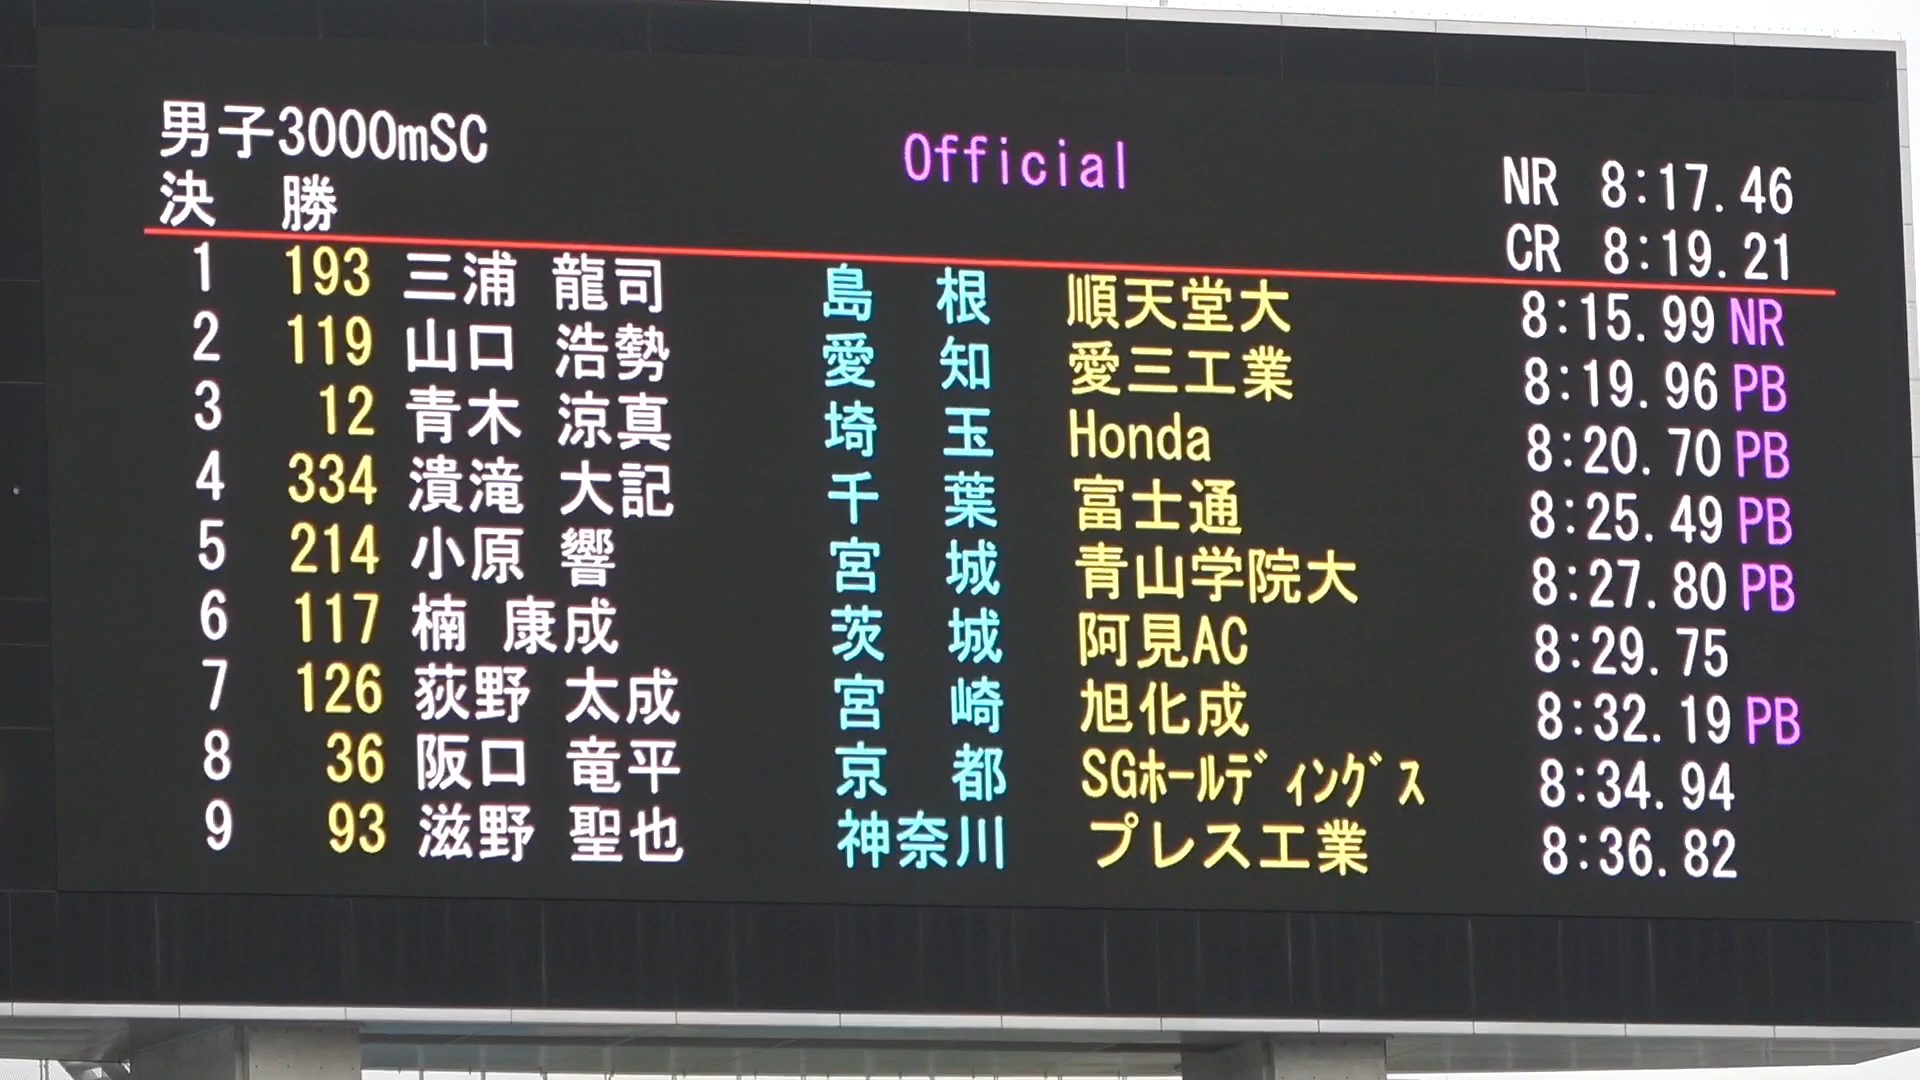 男子3000mSC Official NR 8:17.46
決 勝 CR 8:19.21
1 193 三浦 龍司 島 根 順天堂大 8:15.99 NR
2 119 山口 浩勢 愛 知 愛三工業 8:19.96 PB
3 12 青木 涼真 埼 玉 Honda 8:20.70 PB
4 334 潰滝 大記 千 葉 富士通 8:25.49 PB
5 214 小原 響 宮 城 青山学院大 8:27.80 PB
6 117 楠 康成 茨 城 阿見AC 8:29.75
7 126 荻野 太成 宮 崎 旭化成 8:32.19 PB
8 36 阪口 竜平 京 都 SGホールディングス 8:34.94
9 93 滋野 聖也 神奈川 プレス工業 8:36.82